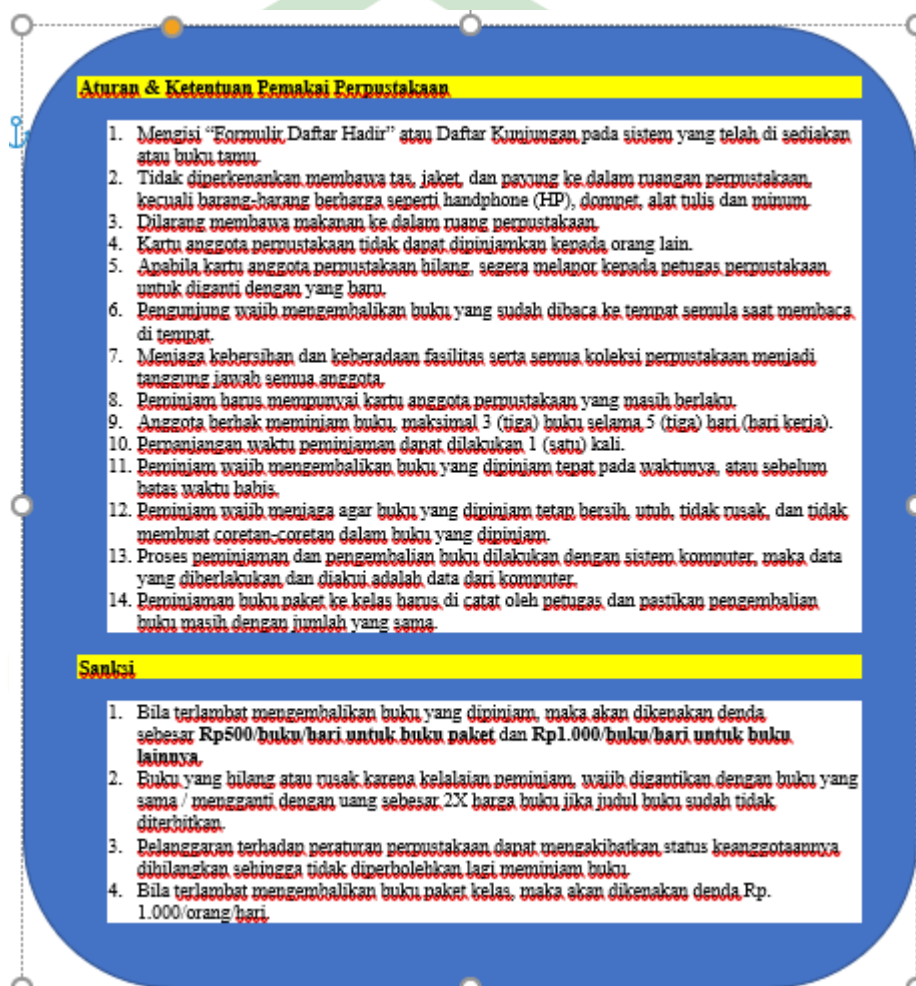 Aturan & Ketentuan Pemakai Perpustakaan
1. Mengisi “Formulir Daftar Hadir” atau Daftar Kunjungan pada sistem yang telah di sediakan
atau buku tamu.
2. Tidak diperkenankan membawa tas, jaket, dan payung ke dalam ruangan perpustakaan,
kecuali barang-barang berharga seperti handphone (HP), dompet, alat tulis dan minum.
3. Dilarang membawa makanan ke dalam ruang perpustakaan.
4. Kartu anggota perpustakaan tidak dapat dipinjamkan kepada orang lain.
5. Apabila kartu anggota perpustakaan hilang, segera melapor kepada petugas perpustakaan
untuk diganti dengan yang baru.
6. Pengunjung wajib mengembalikan buku yang sudah dibaca ke tempat semula saat membaca
di tempat.
7. Menjaga kebersihan dan keberadaan fasilitas serta semua koleksi perpustakaan menjadi
tanggung jawab semua anggota.
8. Peminjam harus mempunyai kartu anggota perpustakaan yang masih berlaku.
9. Anggota berhak meminjam buku, maksimal 3 (tiga) buku selama 5 (tiga) hari (hari kerja).
10. Perpanjangan waktu peminjaman dapat dilakukan 1 (satu) kali.
11. Peminjam wajib mengembalikan buku yang dipinjam tepat pada waktunya, atau sebelum
batas waktu habis.
12. Peminjam wajib menjaga agar buku yang dipinjam tetap bersih, utuh, tidak rusak, dan tidak
membuat coretan-coretan dalam buku yang dipinjam.
13. Proses peminjaman dan pengembalian buku dilakukan dengan sistem komputer, maka data
yang diberlakukan dan diakui adalah data dari komputer.
14. Peminjaman buku paket ke kelas harus di catat oleh petugas dan pastikan pengembalian
buku masih dengan jumlah yang sama.
Sanksi
1. Bila terlambat mengembalikan buku yang dipinjam, maka akan dikenakan denda
sebesar Rp500/buku/hari untuk buku paket dan Rp1.000/buku/hari untuk buku
lainnya.
2. Buku yang hilang atau rusak karena kelalaian peminjam, wajib digantikan dengan buku yang
sama / mengganti dengan uang sebesar 2X harga buku jika judul buku sudah tidak
diterbitkan.
3. Pelanggaran terhadap peraturan perpustakaan dapat mengakibatkan status keanggotaannya
dihilangkan sehingga tidak diperbolehkan lagi meminjam buku.
4. Bila terlambat mengembalikan buku paket kelas, maka akan dikenakan denda Rp.
1.000/orang/hari.